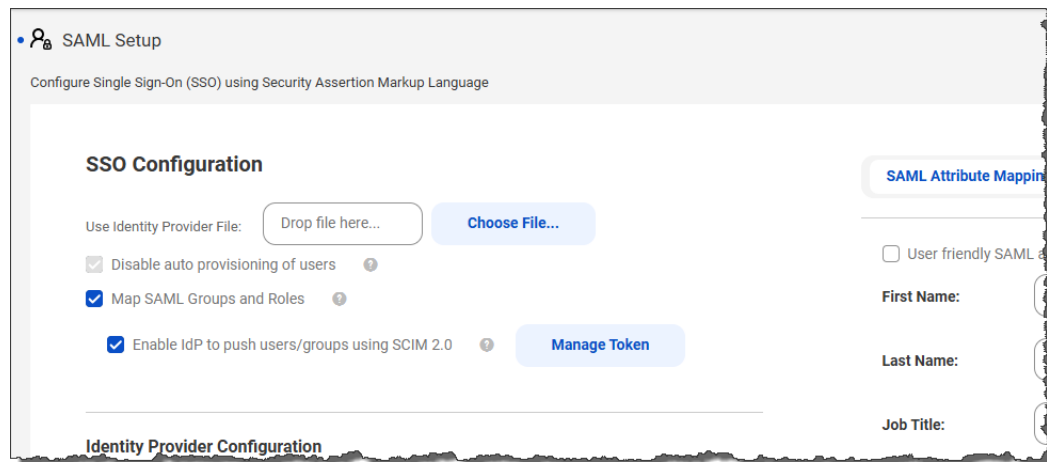 SAML Setup
Configure Single Sign-On (SSO) using Security Assertion Markup Language
SSO Configuration
Use Identity Provider File:
Drop file here...
Choose File...
Disable auto provisioning of users
Map SAML Groups and Roles
Enable IdP to push users/groups using SCIM 2.0
Manage Token
Identity Provider Configuration
SAML Attribute
User friendly SAML
First Name:
Last Name:
Job Title: